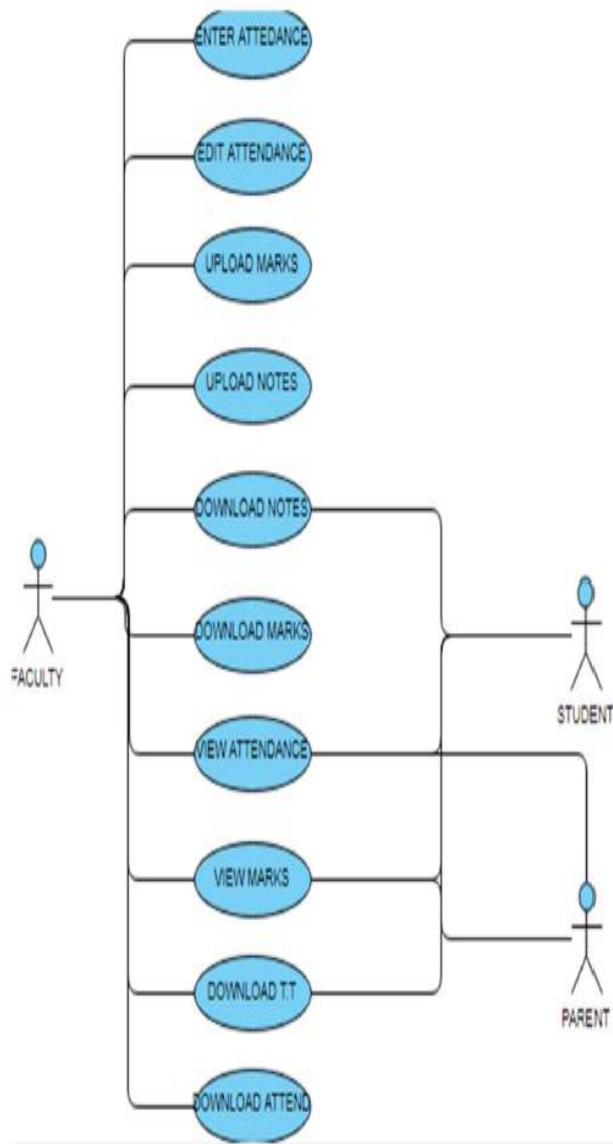 ENTER ATTEDANCE
EDIT ATTENDANCE
UPLOAD MARKS
UPLOAD NOTES
DOWNLOAD NOTES
FACULTY
DOWNLOAD MARKS
STUDENT
VIEW ATTENDANCE
VIEW MARKS
DOWNLOAD T.T
PARENT
DOWNLOAD ATTEND